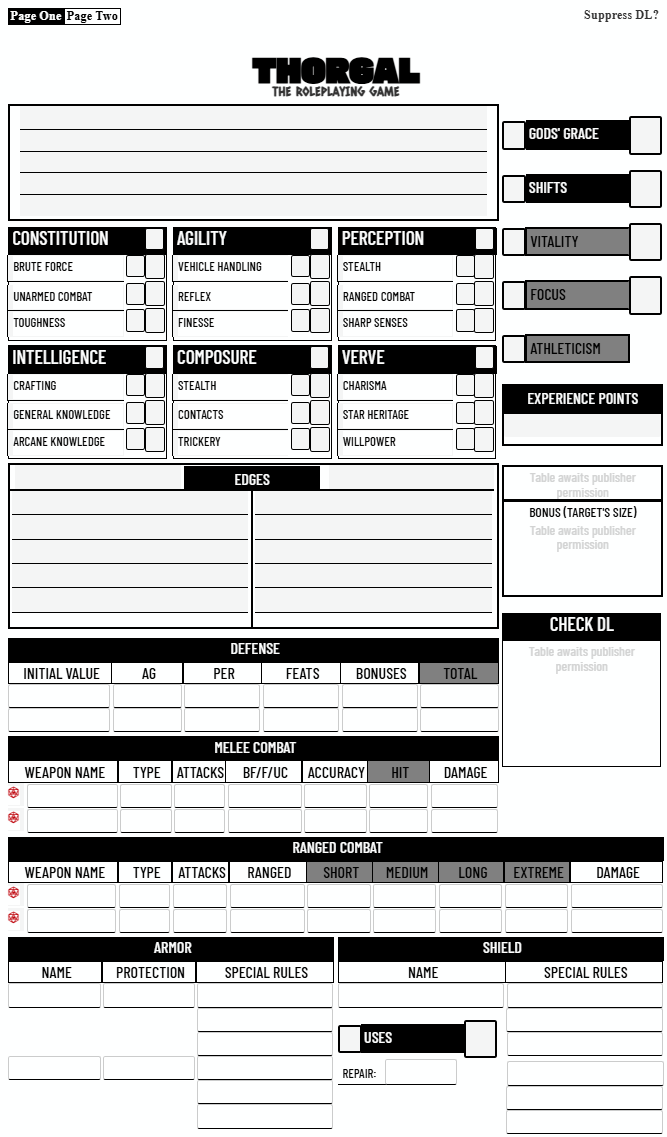 Page One Page Two
Suppress DL?
THORGAL
THE ROLEPLAYING GAME
GODS' GRACE
SHIFTS
VITALITY
FOCUS
ATHLETICISM
EXPERIENCE POINTS
CONSTITUTION
BRUTE FORCE
UNARMED COMBAT
TOUGHNESS
AGILITY
VEHICLE HANDLING
REFLEX
FINESSE
PERCEPTION
STEALTH
RANGED COMBAT
SHARP SENSES
INTELLIGENCE
CRAFTING
GENERAL KNOWLEDGE
ARCANE KNOWLEDGE
COMPOSURE
STEALTH
CONTACTS
TRICKERY
VERVE
CHARISMA
STAR HERITAGE
WILLPOWER
EDGES
Table awaits publisher
permission
BONUS (TARGET'S SIZE)
Table awaits publisher
permission
CHECK DL
Table awaits publisher
permission
DEFENSE
INITIAL VALUE AG PER FEATS BONUSES TOTAL
MELEE COMBAT
WEAPON NAME TYPE ATTACKS BF/F/UC ACCURACY HIT DAMAGE
RANGED COMBAT
WEAPON NAME TYPE ATTACKS RANGED SHORT MEDIUM LONG EXTREME DAMAGE
ARMOR
NAME PROTECTION SPECIAL RULES
SHIELD
NAME SPECIAL RULES
USES
REPAIR: